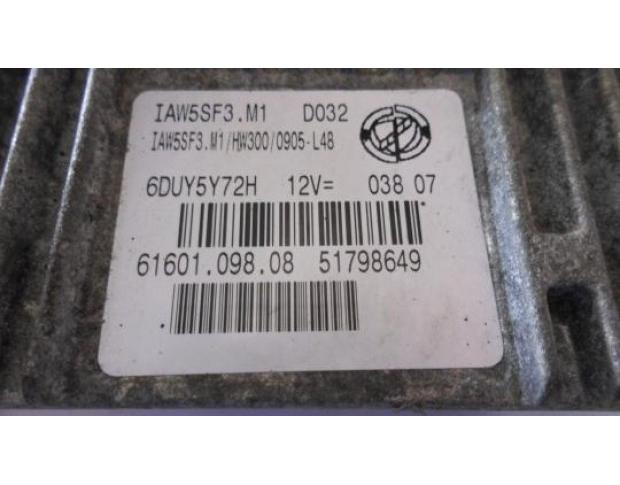 IAW5SF3.M1 D032
IAW5SF3.M1/HW300/0905-L48
6DUY5Y72H 12V= 038 07
61601.098.08 51798649